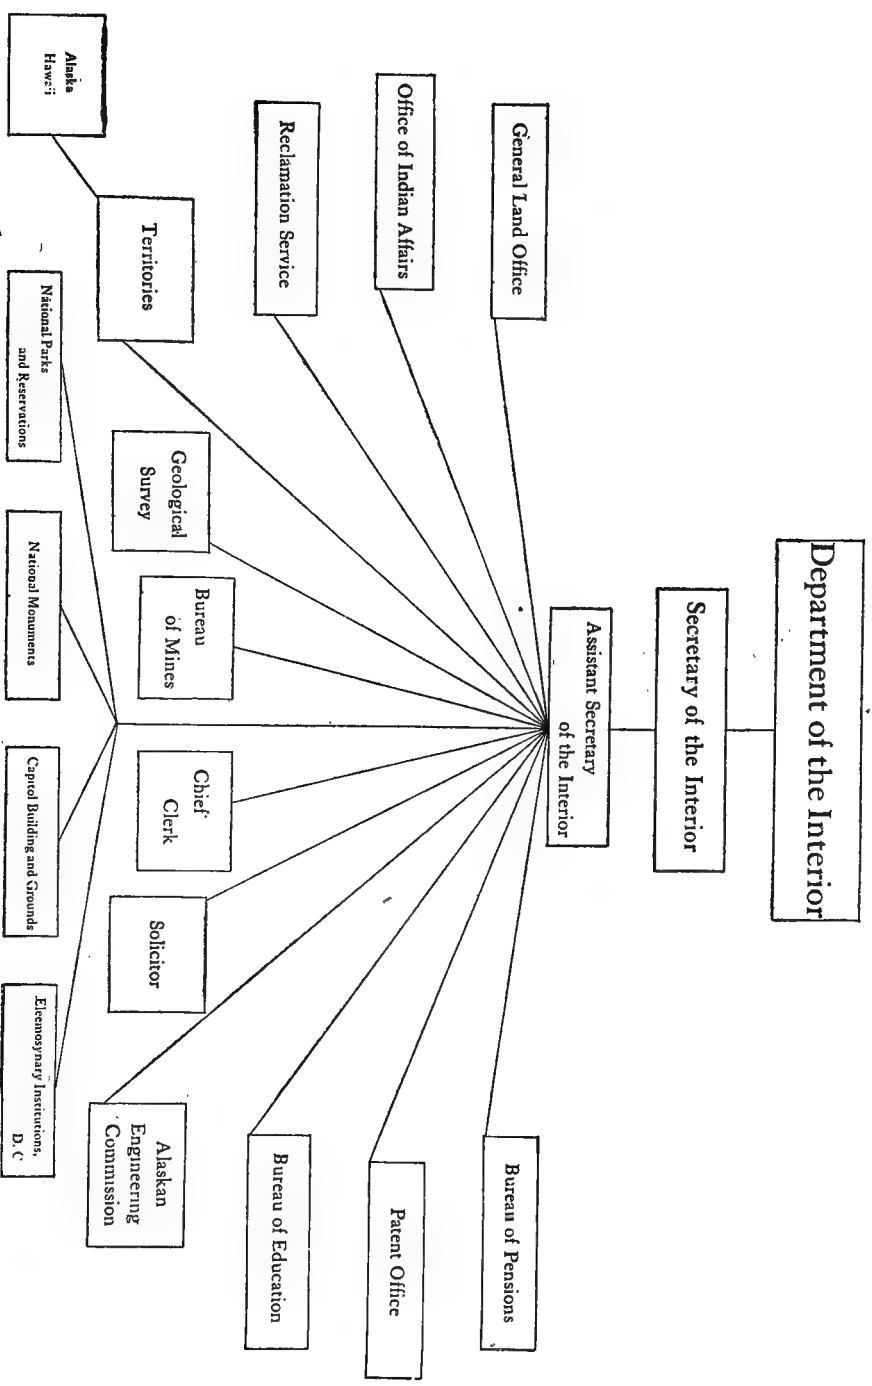 Department of the Interior
Secretary of the Interior
Assistant Secretary
of the Interior
General Land Office
Office of Indian Affairs
Reclamation Service
Territories
Alaska
Hawaii
Geological
Survey
Bureau
of Mines
Chief
Clerk
Solicitor
Alaskan
Engineering
Commission
Bureau of Education
Patent Office
Bureau of Pensions
National Parks
and Reservations
National Monuments
Capitol Building and Grounds
Eleemosynary Institutions,
D. C